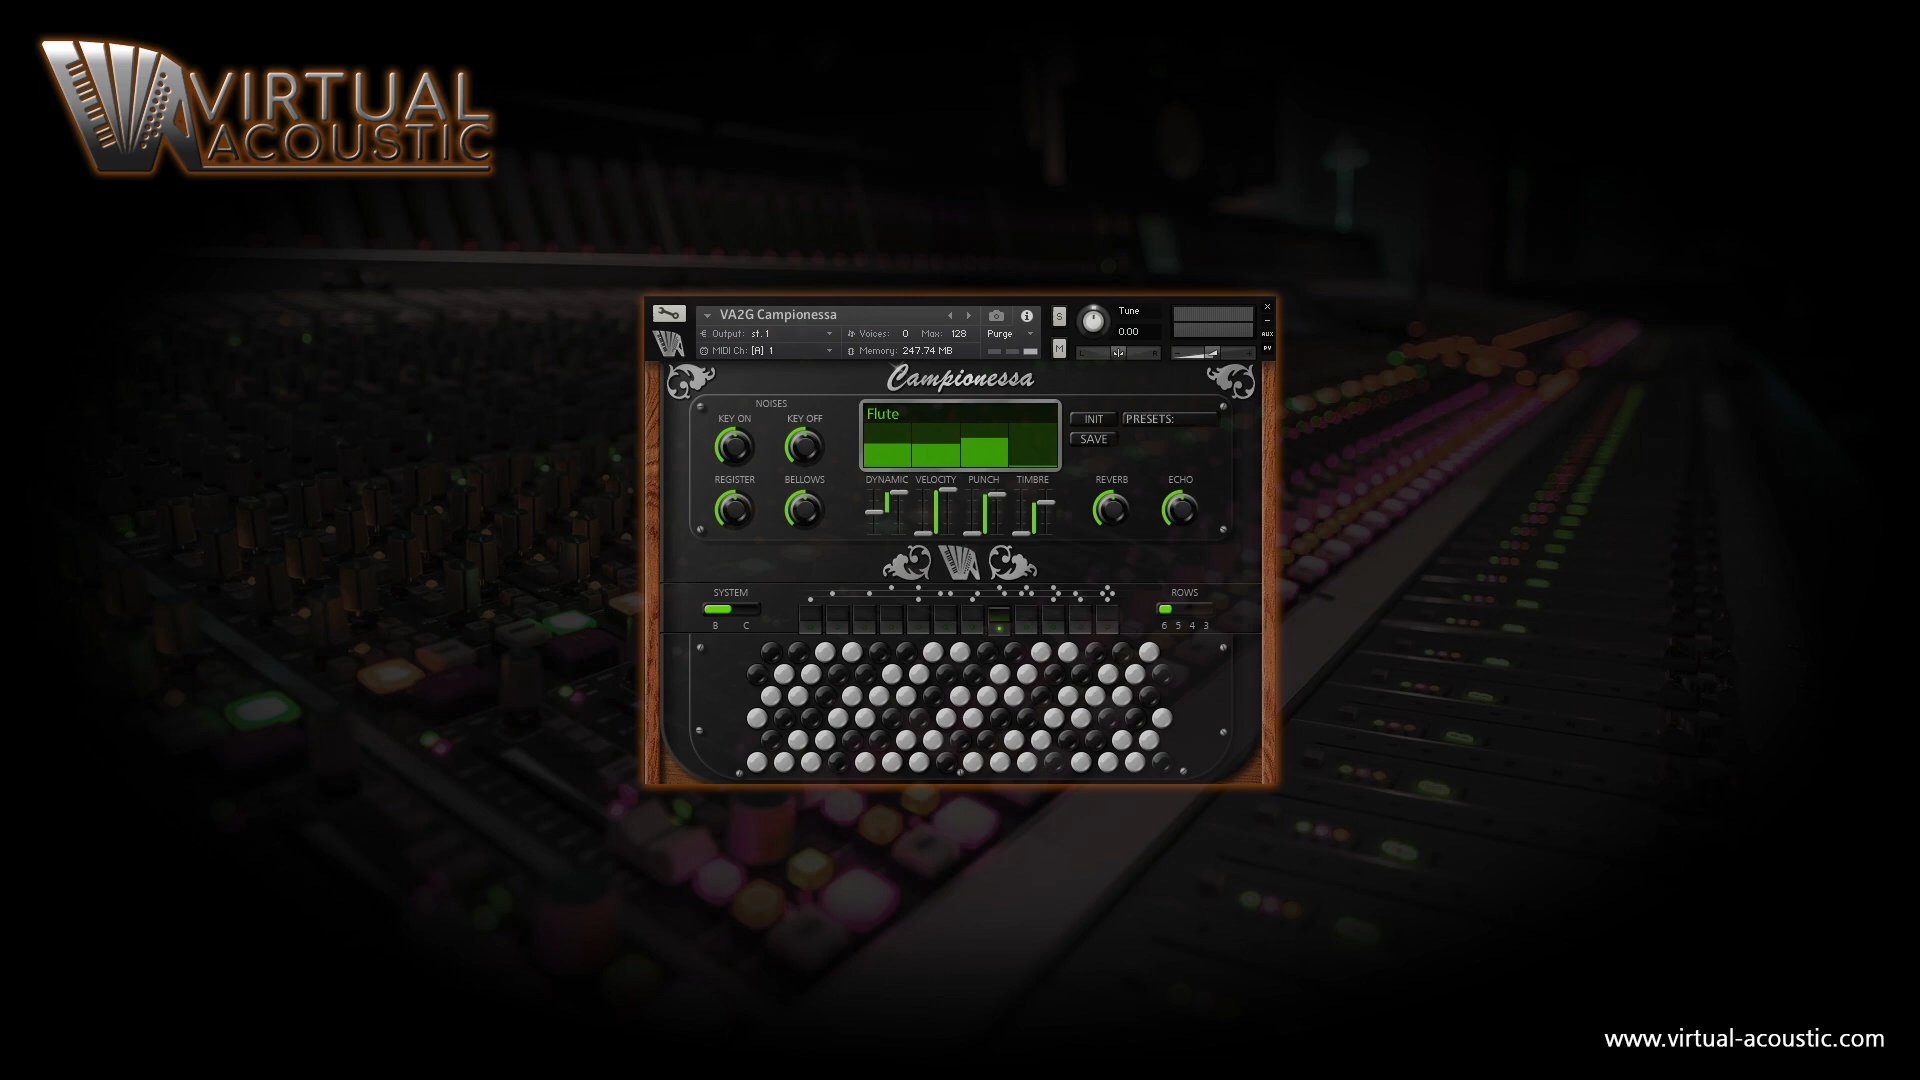 VIRTUAL
ACOUSTIC
VA2G Campionessa
Output: st. 1
Voices: 0 Max: 128
Purge
MIDI Ch: [A] 1
Memory: 247.74 MB
S
M
Tune
0.00
L R
AUX
PV
Campionessa
NOISES
KEY ON KEY OFF
REGISTER BELLOWS
Flute
DYNAMIC VELOCITY PUNCH TIMBRE
INIT PRESETS:
SAVE
REVERB ECHO
SYSTEM
B C
ROWS
6 5 4 3
www.virtual-acoustic.com